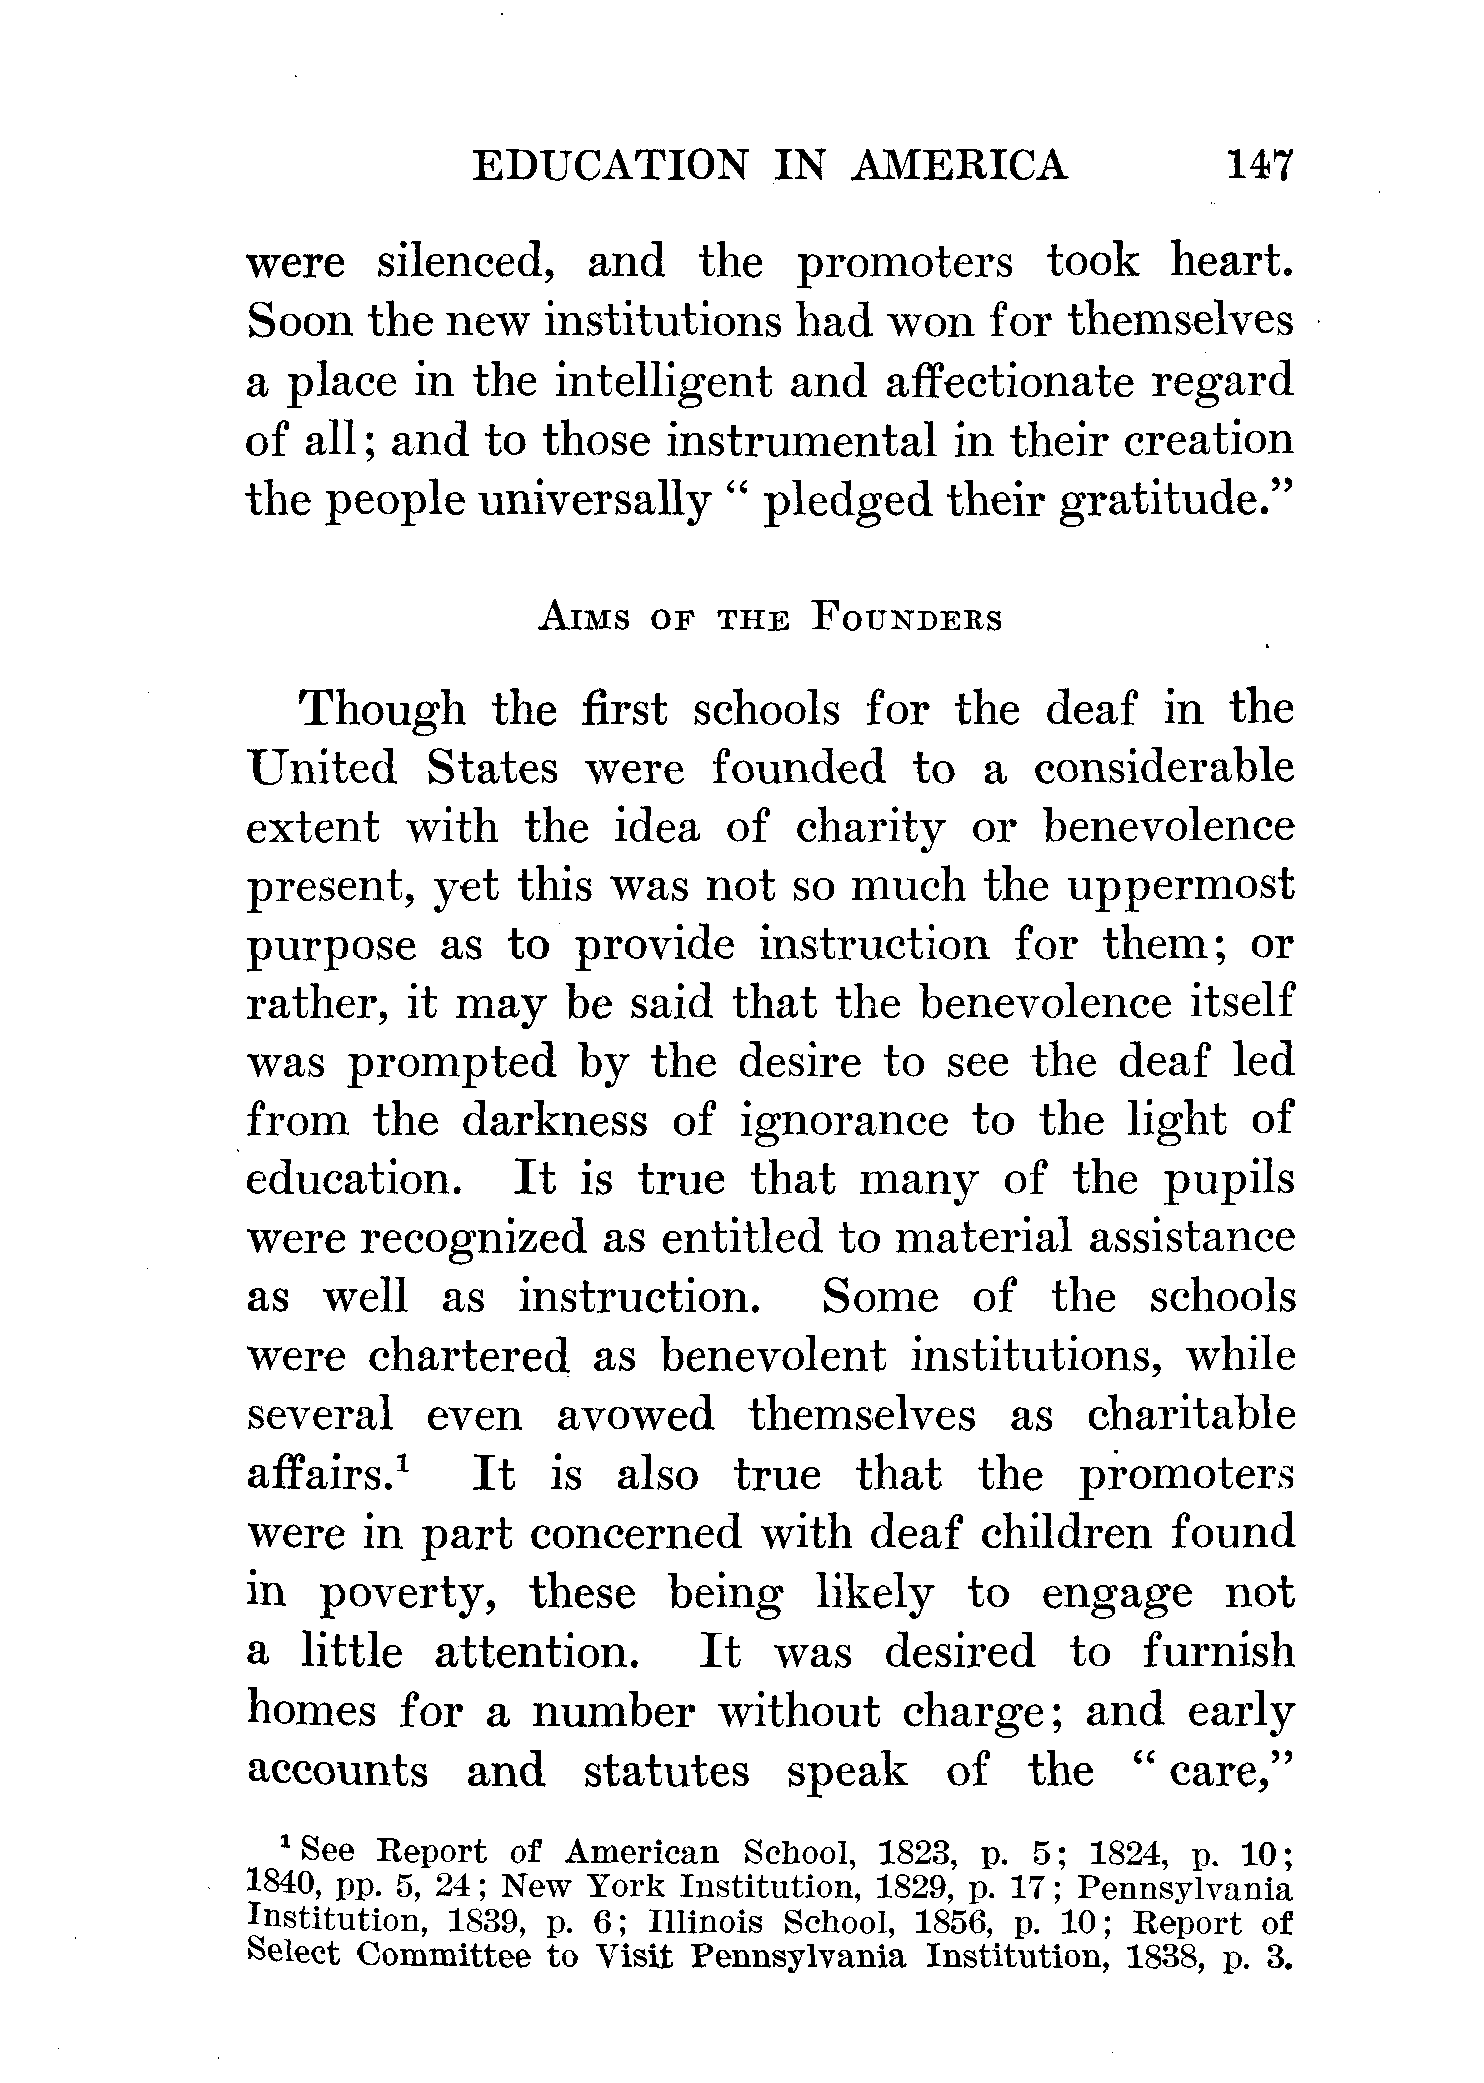 EDUCATION IN AMERICA 147
were silenced, and the promoters took heart.
Soon the new institutions had won for themselves
a place in the intelligent and affectionate regard
of all; and to those instrumental in their creation
the people universally “ pledged their gratitude.”
Aims of the Founders
Though the first schools for the deaf in the
United States were founded to a considerable
extent with the idea of charity or benevolence
present, yet this was not so much the uppermost
purpose as to provide instruction for them; or
rather, it may be said that the benevolence itself
was prompted by the desire to see the deaf led
from the darkness of ignorance to the light of
education. It is true that many of the pupils
were recognized as entitled to material assistance
as well as instruction. Some of the schools
were chartered as benevolent institutions, while
several even avowed themselves as charitable
affairs.¹ It is also true that the promoters
were in part concerned with deaf children found
in poverty, these being likely to engage not
a little attention. It was desired to furnish
homes for a number without charge; and early
accounts and statutes speak of the “ care,”
¹ See Report of American School, 1823, p. 5; 1824, p. 10;
1840, pp. 5, 24; New York Institution, 1829, p. 17; Pennsylvania
Institution, 1839, p. 6; Illinois School, 1856, p. 10; Report of
Select Committee to Visit Pennsylvania Institution, 1838, p. 3.